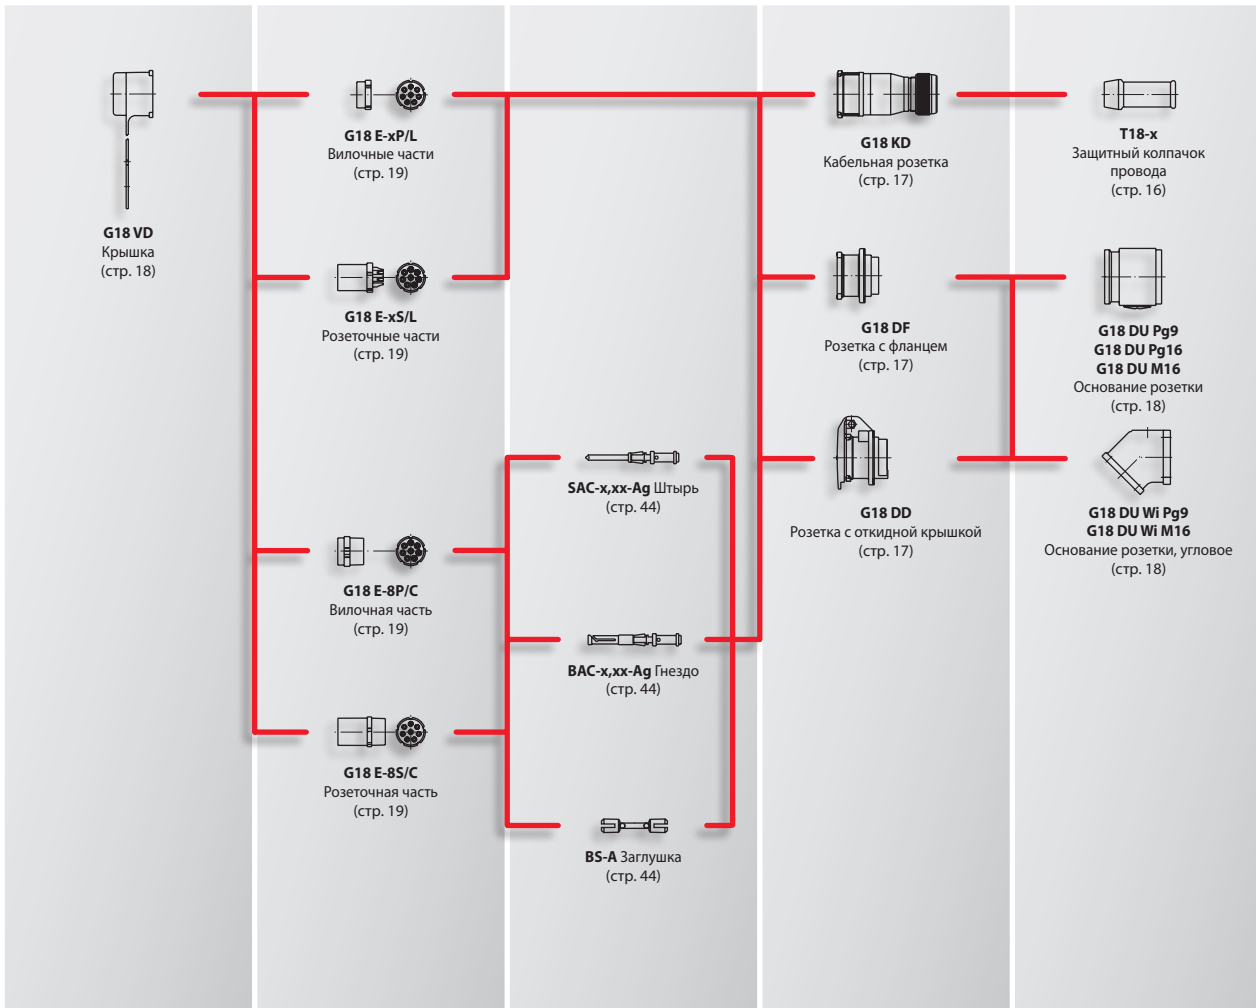 G18 VD
Крышка
(стр. 18)
G18 E-xP/L
Вилочные части
(стр. 19)
G18 E-xS/L
Розеточные части
(стр. 19)
G18 E-8P/C
Вилочная часть
(стр. 19)
G18 E-8S/C
Розеточная часть
(стр. 19)
SAC-x,xx-Ag Штырь
(стр. 44)
BAC-x,xx-Ag Гнездо
(стр. 44)
BS-A Заглушка
(стр. 44)
G18 KD
Кабельная розетка
(стр. 17)
G18 DF
Розетка с фланцем
(стр. 17)
G18 DD
Розетка с откидной крышкой
(стр. 17)
T18-x
Защитный колпачок
провода
(стр. 16)
G18 DU Pg9
G18 DU Pg16
G18 DU M16
Основание розетки
(стр. 18)
G18 DU Wi Pg9
G18 DU Wi M16
Основание розетки, угловое
(стр. 18)